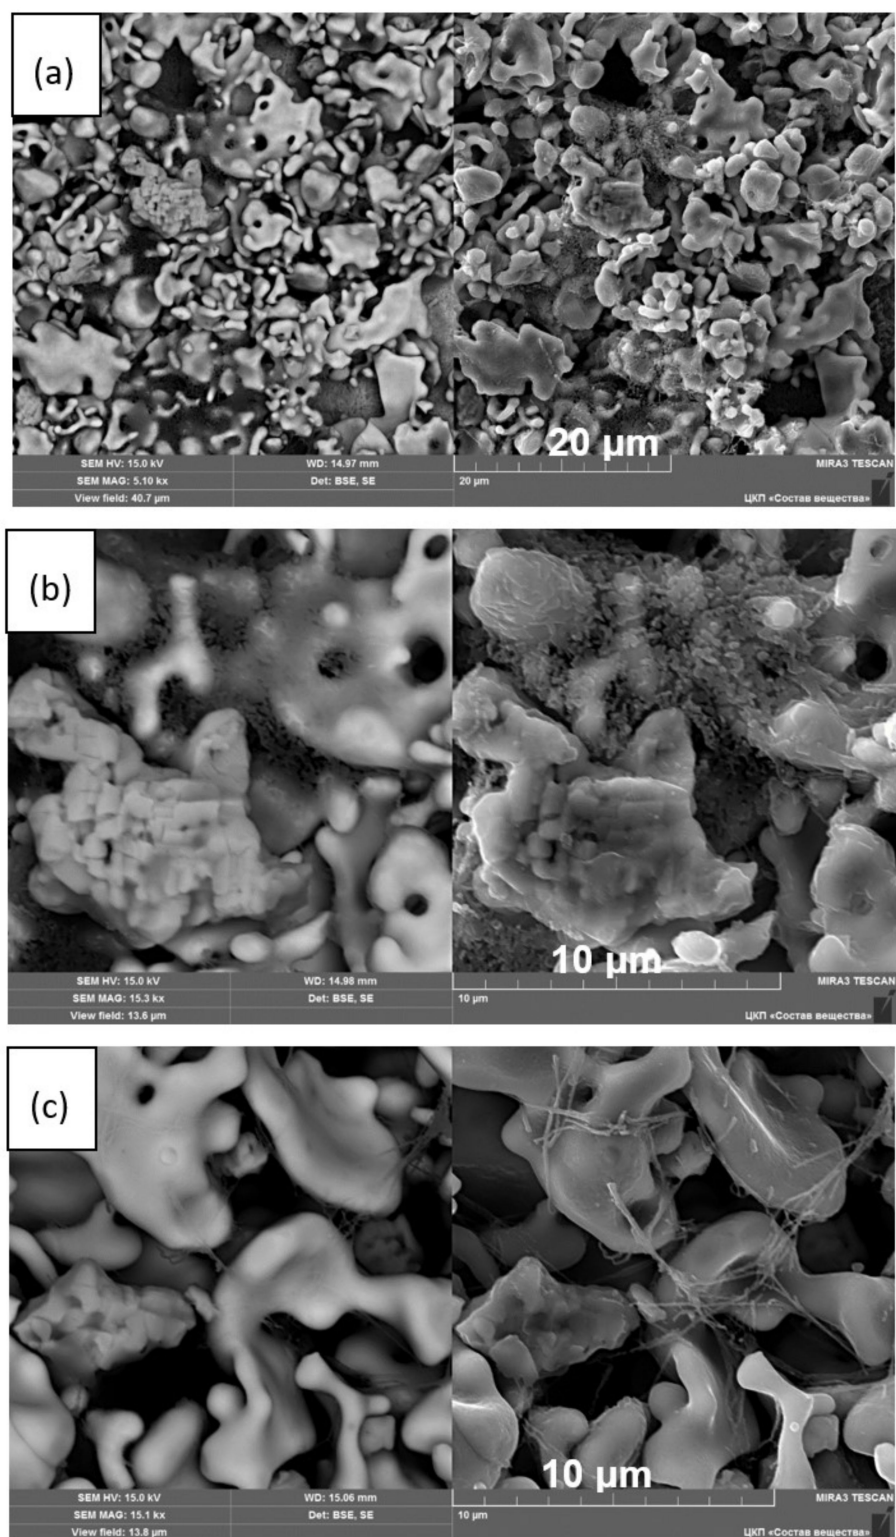 (a)
20 µm
SEM HV: 15.0 kV
WD: 14.97 mm
MIRA3 TESCAN
SEM MAG: 5.10 kx
Det: BSE, SE
20 µm
View field: 40.7 µm
ЦКП «Состав вещества»
(b)
10 µm
SEM HV: 15.0 kV
WD: 14.98 mm
MIRA3 TESCAN
SEM MAG: 15.3 kx
Det: BSE, SE
10 µm
View field: 13.6 µm
ЦКП «Состав вещества»
(c)
10 µm
SEM HV: 15.0 kV
WD: 15.06 mm
MIRA3 TESCAN
SEM MAG: 15.1 kx
Det: BSE, SE
10 µm
View field: 13.8 µm
ЦКП «Состав вещества»